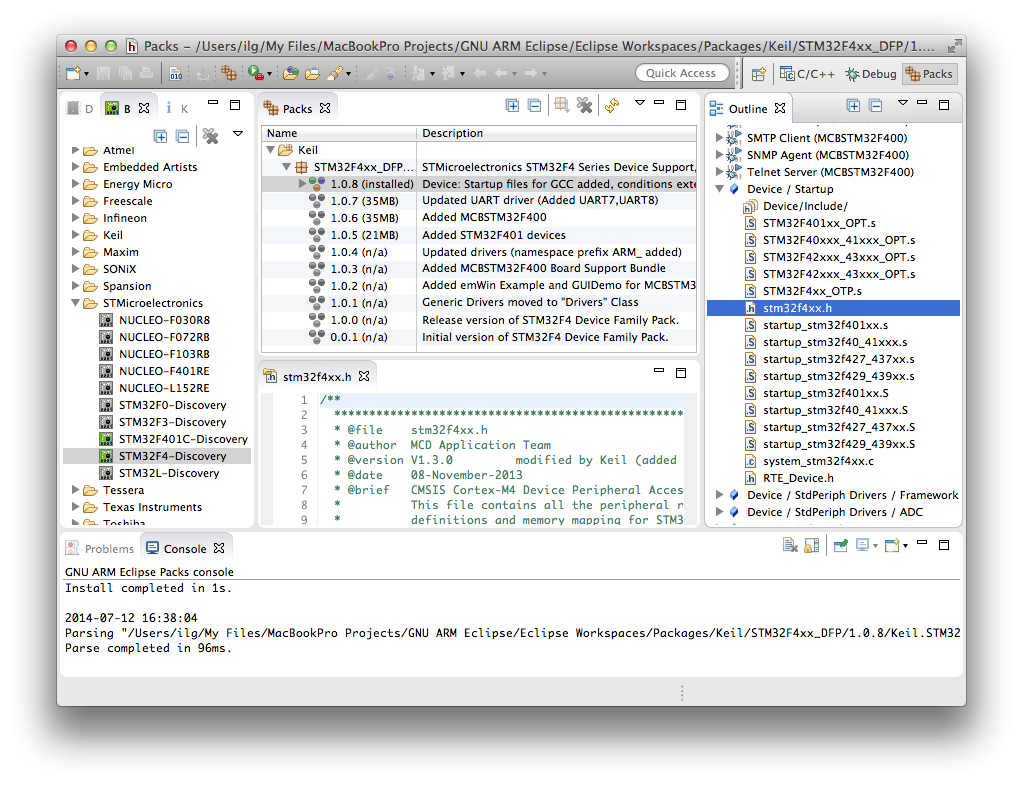 Packs – /Users/ilg/My Files/MacBookPro Projects/GNU ARM Eclipse/Eclipse Workspaces/Packages/Keil/STM32F4xx_DFP/1....
Quick Access
C/C++
Debug
Packs
D
B
K
Atmel
Embedded Artists
Energy Micro
Freescale
Infineon
Keil
Maxim
SONiX
Spansion
STMicroelectronics
NUCLEO-F030R8
NUCLEO-F072RB
NUCLEO-F103RB
NUCLEO-F401RE
NUCLEO-L152RE
STM32F0-Discovery
STM32F3-Discovery
STM32F401C-Discovery
STM32F4-Discovery
STM32L-Discovery
Tessera
Texas Instruments
Toshiba
Packs
Name Description
Keil
STM32F4xx_DFP... STMicroelectronics STM32F4 Series Device Support,
1.0.8 (installed) Device: Startup files for GCC added, conditions exte
1.0.7 (35MB) Updated UART driver (Added UART7,UART8)
1.0.6 (35MB) Added MCBSTM32F400
1.0.5 (21MB) Added STM32F401 devices
1.0.4 (n/a) Updated drivers (namespace prefix ARM_ added)
1.0.3 (n/a) Added MCBSTM32F400 Board Support Bundle
1.0.2 (n/a) Added emWin Example and GUIDemo for MCBSTM3
1.0.1 (n/a) Generic Drivers moved to "Drivers" Class
1.0.0 (n/a) Release version of STM32F4 Device Family Pack.
0.0.1 (n/a) Initial version of STM32F4 Device Family Pack.
stm32f4xx.h
1 /**
2 **************************************************
3 * @file stm32f4xx.h
4 * @author MCD Application Team
5 * @version V1.3.0 modified by Keil (added
6 * @date 08-November-2013
7 * @brief CMSIS Cortex-M4 Device Peripheral Acces
8 * This file contains all the peripheral r
9 * definitions and memory mapping for STM3
Outline
SMTP Client (MCBSTM32F400)
SNMP Agent (MCBSTM32F400)
Telnet Server (MCBSTM32F400)
Device / Startup
Device/Include/
STM32F401xx_OPT.s
STM32F40xxx_41xxx_OPT.s
STM32F42xxx_43xxx_OPT.s
STM32F42xxx_43xxx_OPT.s
STM32F4xx_OTP.s
stm32f4xx.h
startup_stm32f401xx.s
startup_stm32f40_41xxx.s
startup_stm32f427_437xx.s
startup_stm32f429_439xx.s
startup_stm32f401xx.S
startup_stm32f40_41xxx.S
startup_stm32f427_437xx.S
startup_stm32f429_439xx.S
system_stm32f4xx.c
RTE_Device.h
Device / StdPeriph Drivers / Framework
Device / StdPeriph Drivers / ADC
Problems
Console
GNU ARM Eclipse Packs console
Install completed in 1s.
2014-07-12 16:38:04
Parsing "/Users/ilg/My Files/MacBookPro Projects/GNU ARM Eclipse/Eclipse Workspaces/Packages/Keil/STM32F4xx_DFP/1.0.8/Keil.STM32
Parse completed in 96ms.